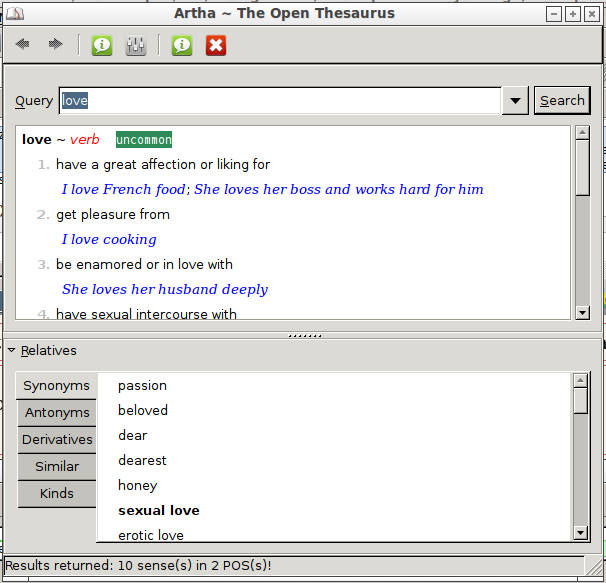 Artha ~ The Open Thesaurus
Query love Search
love ~ verb uncommon
1. have a great affection or liking for
I love French food; She loves her boss and works hard for him
2. get pleasure from
I love cooking
3. be enamored or in love with
She loves her husband deeply
4. have sexual intercourse with
Relatives
Synonyms
Antonyms
Derivatives
Similar
Kinds
passion
beloved
dear
dearest
honey
sexual love
erotic love
Results returned: 10 sense(s) in 2 POS(s)!